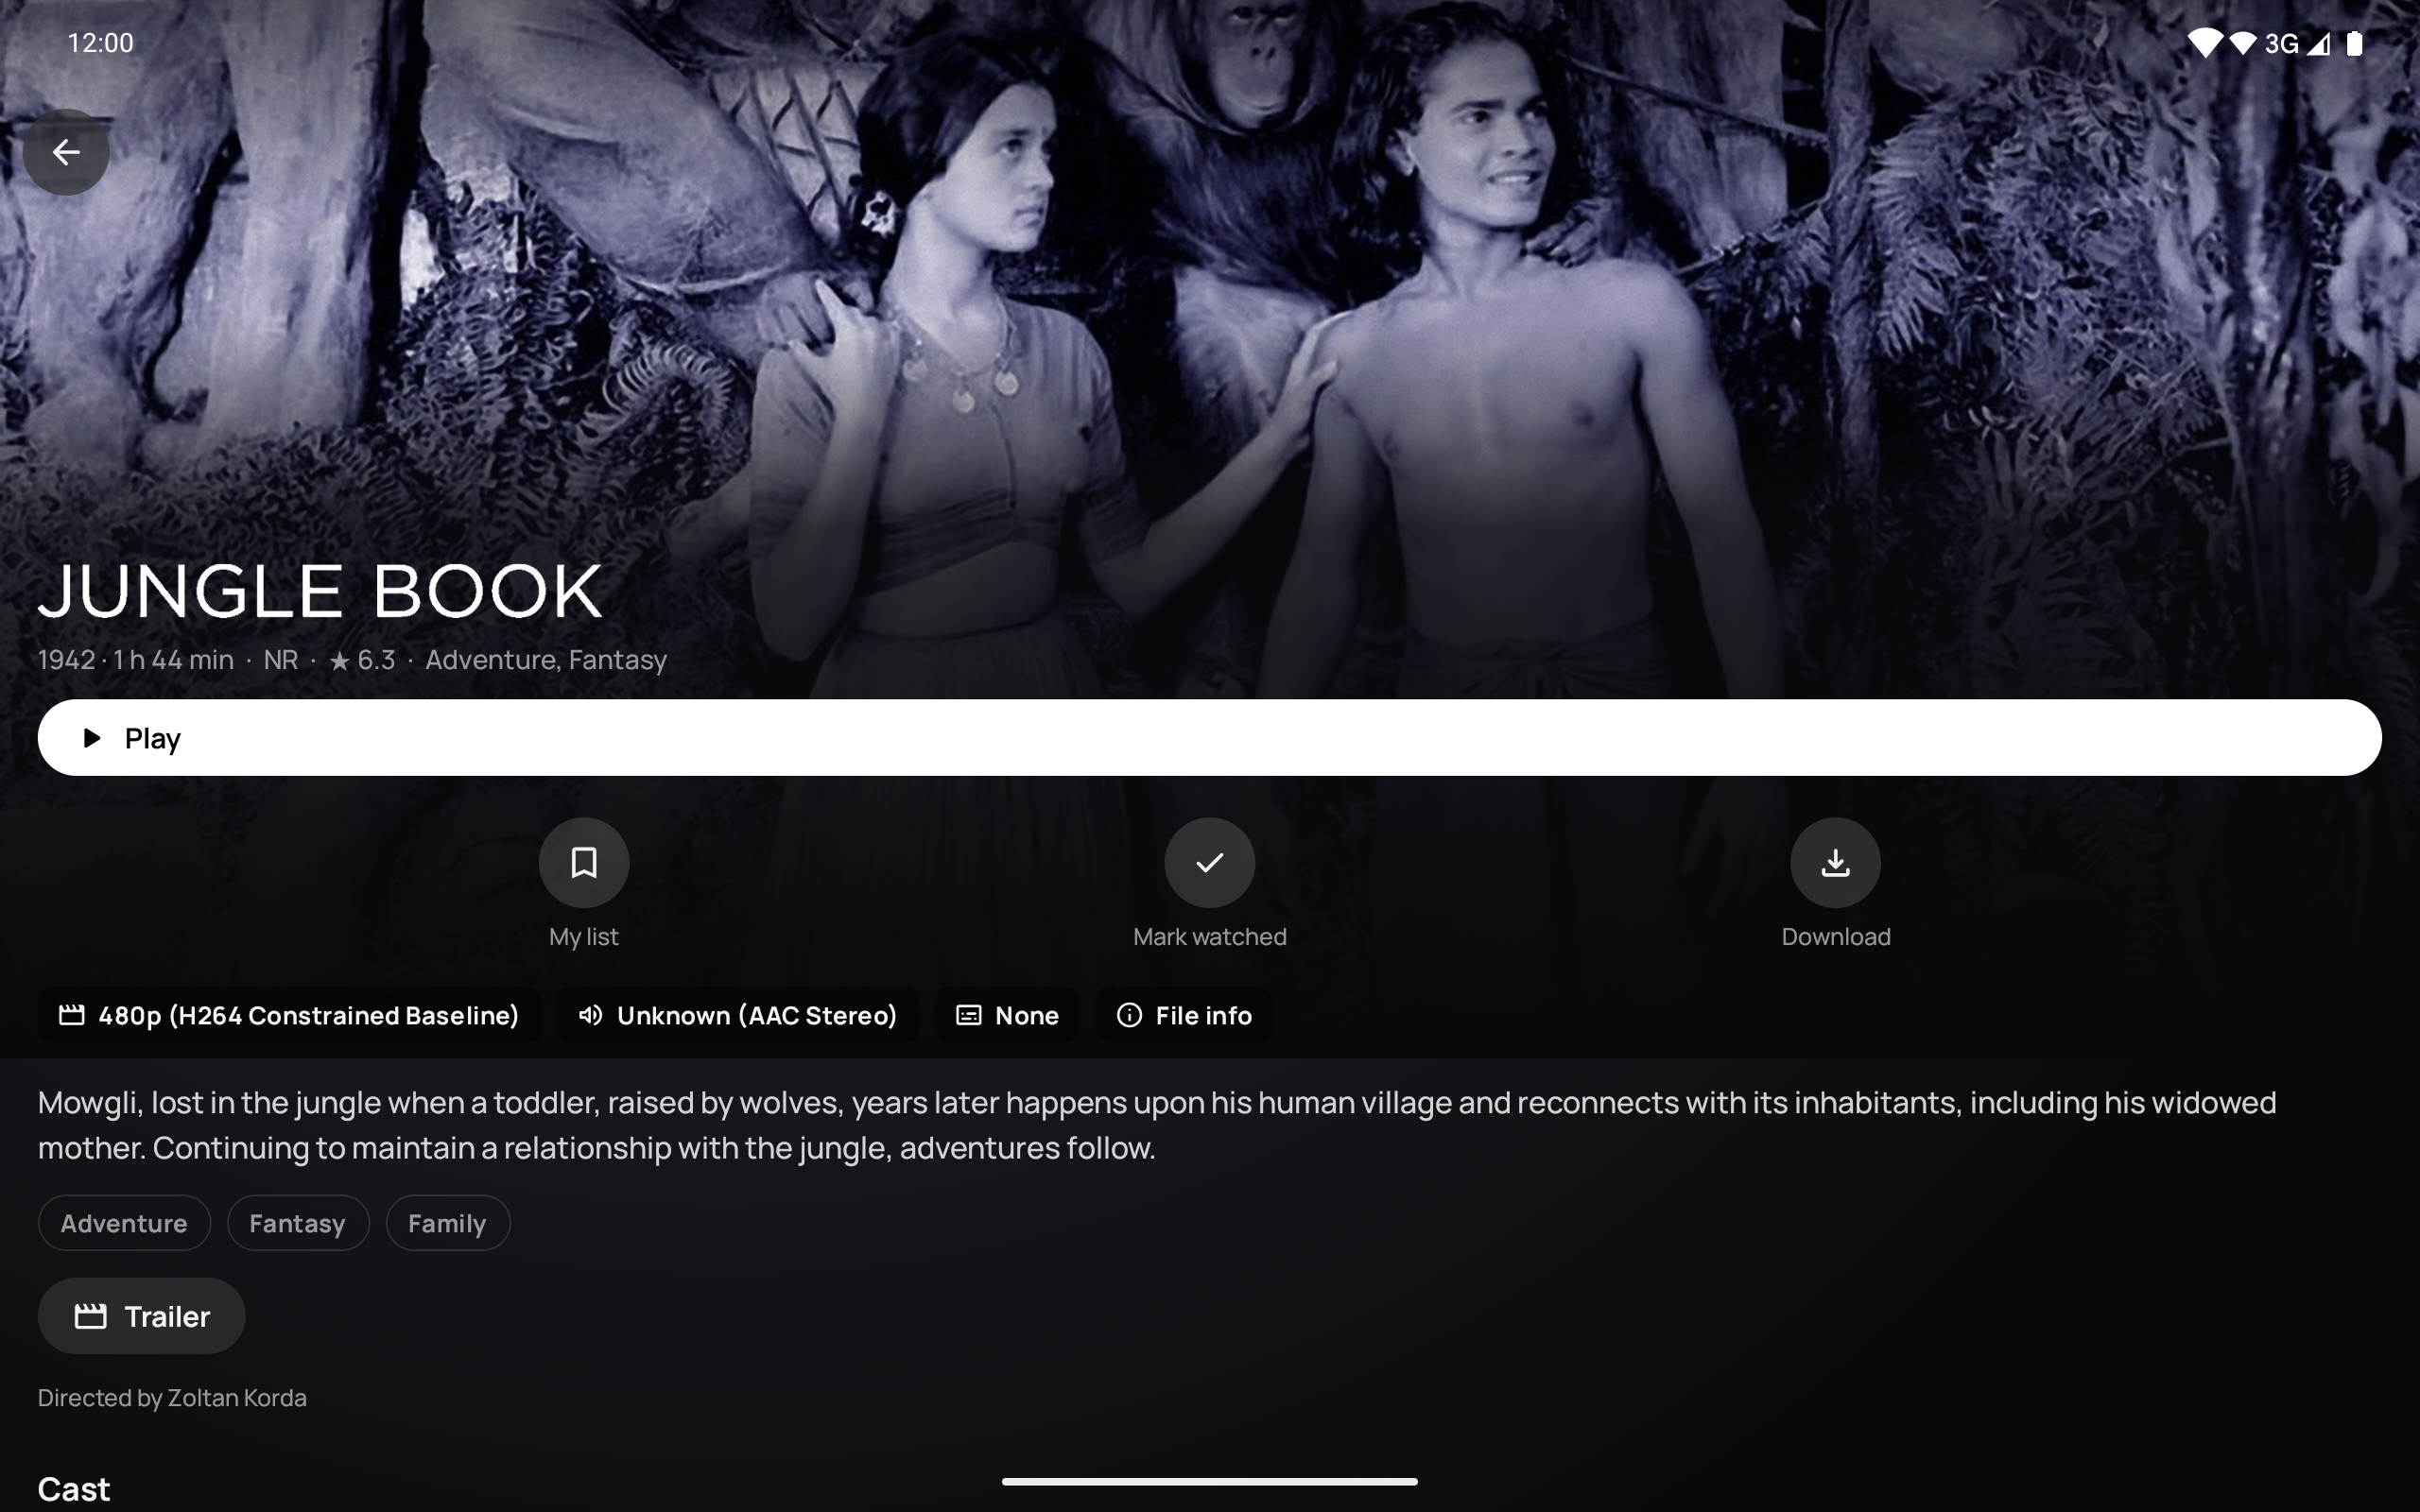 12:00
3G
JUNGLE BOOK
1942 · 1 h 44 min · NR · ★ 6.3 · Adventure, Fantasy
Play
My list
Mark watched
Download
480p (H264 Constrained Baseline)
Unknown (AAC Stereo)
None
File info
Mowgli, lost in the jungle when a toddler, raised by wolves, years later happens upon his human village and reconnects with its inhabitants, including his widowed
mother. Continuing to maintain a relationship with the jungle, adventures follow.
Adventure
Fantasy
Family
Trailer
Directed by Zoltan Korda
Cast